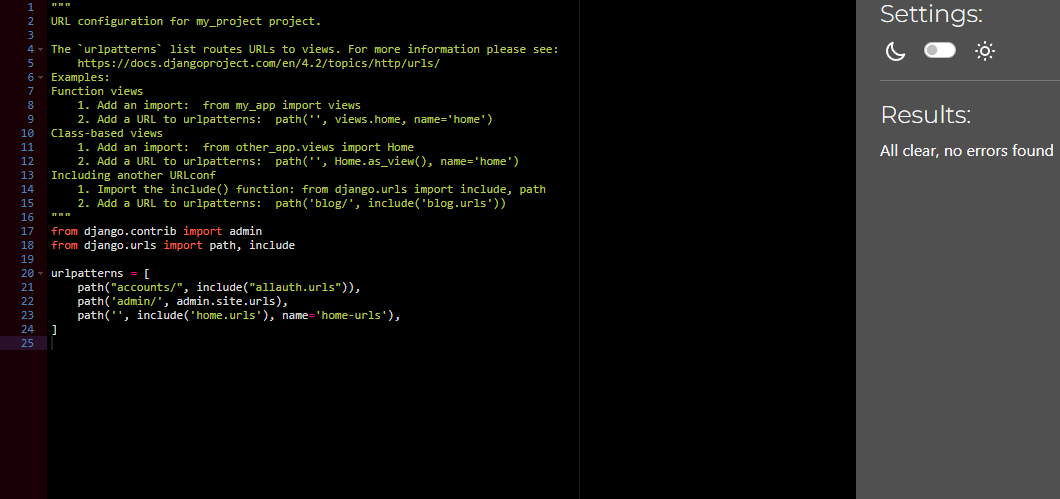 1 """
2 URL configuration for my_project project.
3
4 The `urlpatterns` list routes URLs to views. For more information please see:
5     https://docs.djangoproject.com/en/4.2/topics/http/urls/
6 Examples:
7 Function views
8     1. Add an import:  from my_app import views
9     2. Add a URL to urlpatterns:  path('', views.home, name='home')
10 Class-based views
11     1. Add an import:  from other_app.views import Home
12     2. Add a URL to urlpatterns:  path('', Home.as_view(), name='home')
13 Including another URLconf
14     1. Import the include() function: from django.urls import include, path
15     2. Add a URL to urlpatterns:  path('blog/', include('blog.urls'))
16 """
17 from django.contrib import admin
18 from django.urls import path, include
19
20 urlpatterns = [
21     path("accounts/", include("allauth.urls")),
22     path('admin/', admin.site.urls),
23     path('', include('home.urls'), name='home-urls'),
24 ]
25
Settings:
Results:
All clear, no errors found